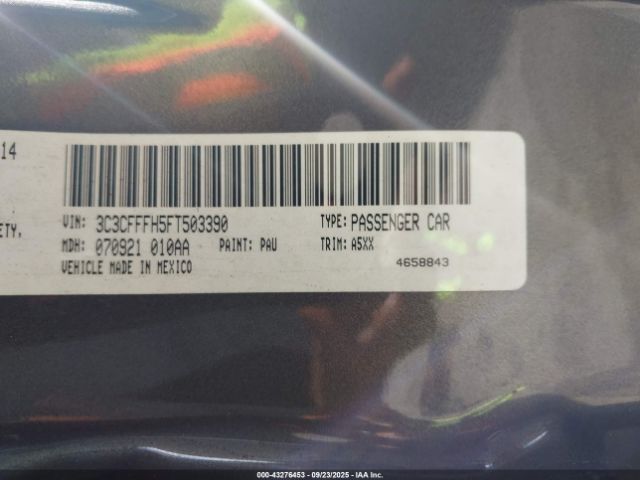 14
ETY,
VIN: 3C3CFFFH5FT503390 TYPE: PASSENGER CAR
MDH: 070921 010AA PAINT: PAU TRIM: A5XX
VEHICLE MADE IN MEXICO
4658843
000-43276453 - 09/23/2025 - IAA Inc.